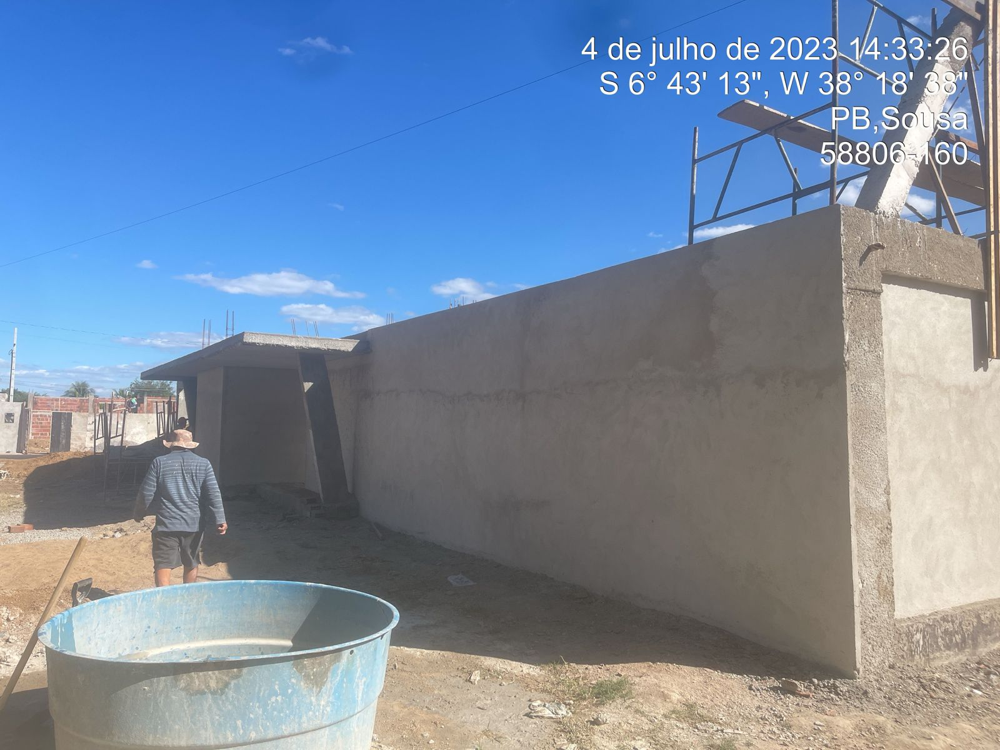 4 de julho de 2023 14:33:26
S 6° 43' 13", W 38° 18' 38"
PB,Sousa
58806-160